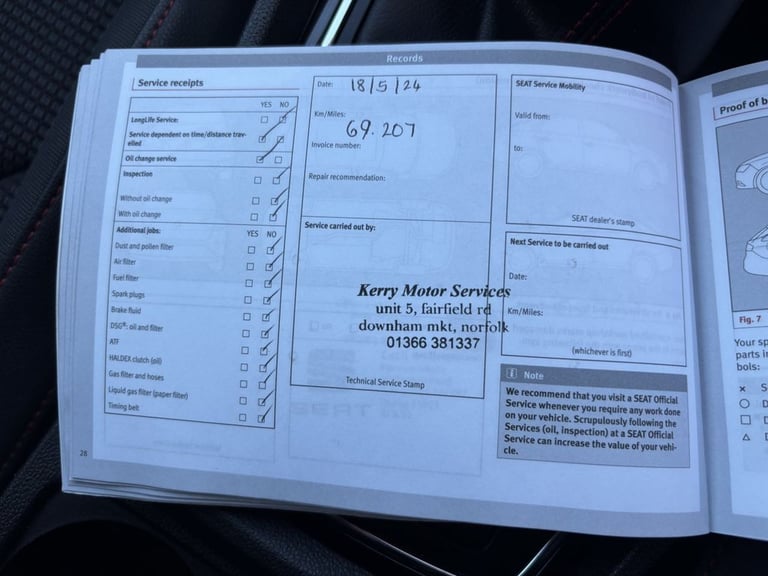 Records
Service receipts
YES NO
LongLife Service:
Service dependent on time/distance trav-
elled
Oil change service
Inspection
Without oil change
With oil change
Additional jobs: YES NO
Dust and pollen filter
Air filter
Fuel filter
Spark plugs
Brake fluid
DSG®: oil and filter
ATF
HALDEX clutch (oil)
Gas filter and hoses
Liquid gas filter (paper filter)
Timing belt
28
Date: 18/5/24
Km/Miles:
69.207
Invoice number:
Repair recommendation:
Service carried out by:
Kerry Motor Services
unit 5, fairfield rd
downham mkt, norfolk
01366 381337
Technical Service Stamp
SEAT Service Mobility
Valid from:
to:
SEAT dealer's stamp
Next Service to be carried out
Date:
Km/Miles:
(whichever is first)
i Note
We recommend that you visit a SEAT Official
Service whenever you require any work done
on your vehicle. Scrupulously following the
Services (oil, inspection) at a SEAT Official
Service can increase the value of your vehi-
cle.
Proof of b
Fig. 7
Your sp
parts i
bols:
S